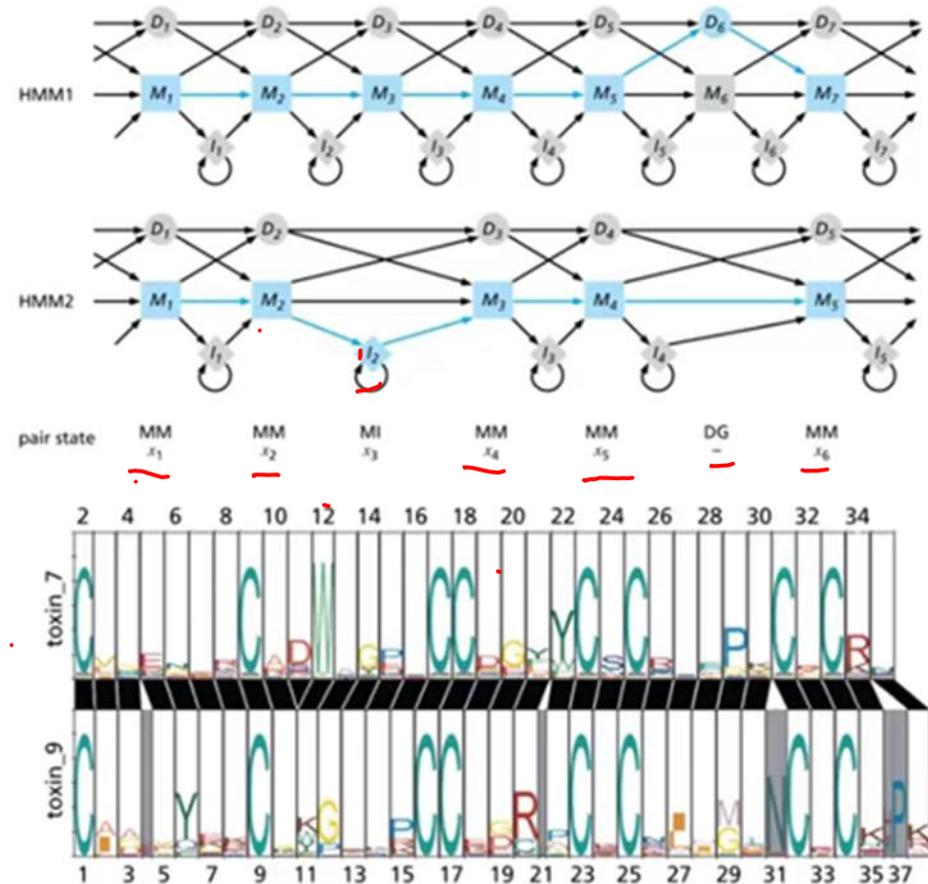 D1 D2 D3 D4 D5 D6 D7
HMM1 M1 M2 M3 M4 M5 M6 M7
I1 I2 I3 I4 I5 I6 I7
D1 D2 D3 D4 D5
HMM2 M1 M2 M3 M4 M5
I1 I2 I3 I4 I5
pair state MM MM MI MM MM DG MM
x1 x2 x3 x4 x5 – x6
2 4 6 8 10 12 14 16 18 20 22 26 28 30 32 34
toxin_7
C E C D W G CC G Y C S C P C C R
toxin_9
C Y C K G P CC R C C M G N C C K P K
1 3 5 7 9 11 13 15 17 19 21 23 25 27 29 31 33 35 37